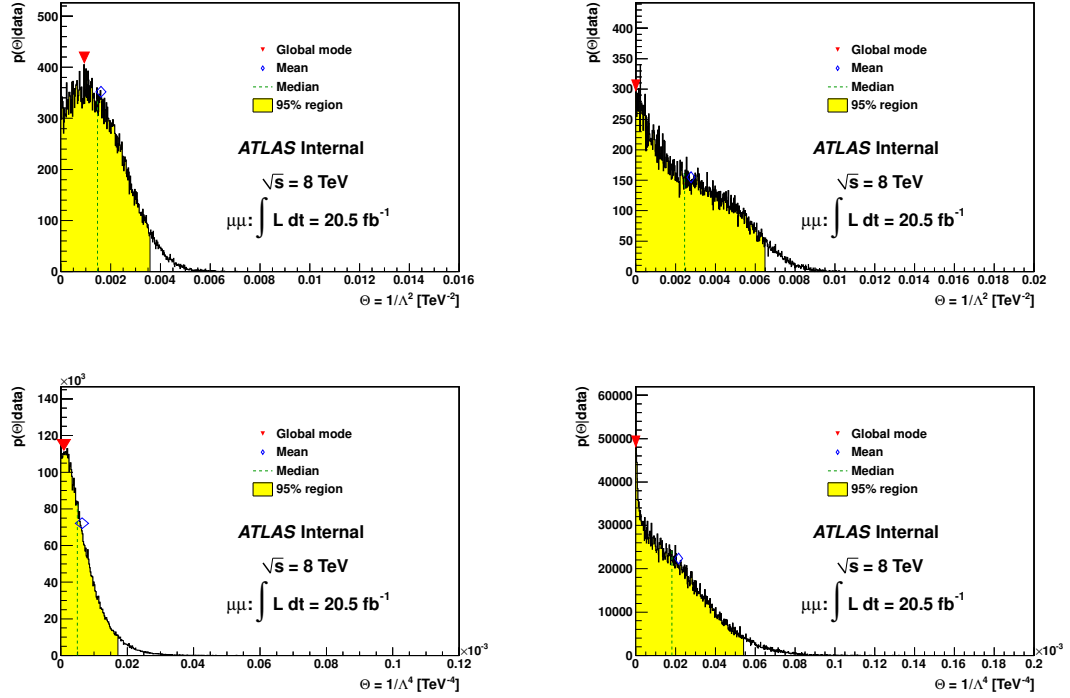 p(Θ|data)
500
400
300
200
100
0
Global mode
Mean
Median
95% region
ATLAS Internal
√s = 8 TeV
μμ: ∫ L dt = 20.5 fb⁻¹
0 0.002 0.004 0.006 0.008 0.01 0.012 0.014 0.016
Θ = 1/Λ² [TeV⁻²]
p(Θ|data)
400
350
300
250
200
150
100
50
0
Global mode
Mean
Median
95% region
ATLAS Internal
√s = 8 TeV
μμ: ∫ L dt = 20.5 fb⁻¹
0 0.002 0.004 0.006 0.008 0.01 0.012 0.014 0.016 0.018 0.02
Θ = 1/Λ² [TeV⁻²]
×10³
p(Θ|data)
140
120
100
80
60
40
20
0
Global mode
Mean
Median
95% region
ATLAS Internal
√s = 8 TeV
μμ: ∫ L dt = 20.5 fb⁻¹
×10⁻³
0 0.02 0.04 0.06 0.08 0.1 0.12
Θ = 1/Λ⁴ [TeV⁻⁴]
p(Θ|data)
60000
50000
40000
30000
20000
10000
0
Global mode
Mean
Median
95% region
ATLAS Internal
√s = 8 TeV
μμ: ∫ L dt = 20.5 fb⁻¹
×10⁻³
0 0.02 0.04 0.06 0.08 0.1 0.12 0.14 0.16 0.18 0.2
Θ = 1/Λ⁴ [TeV⁻⁴]